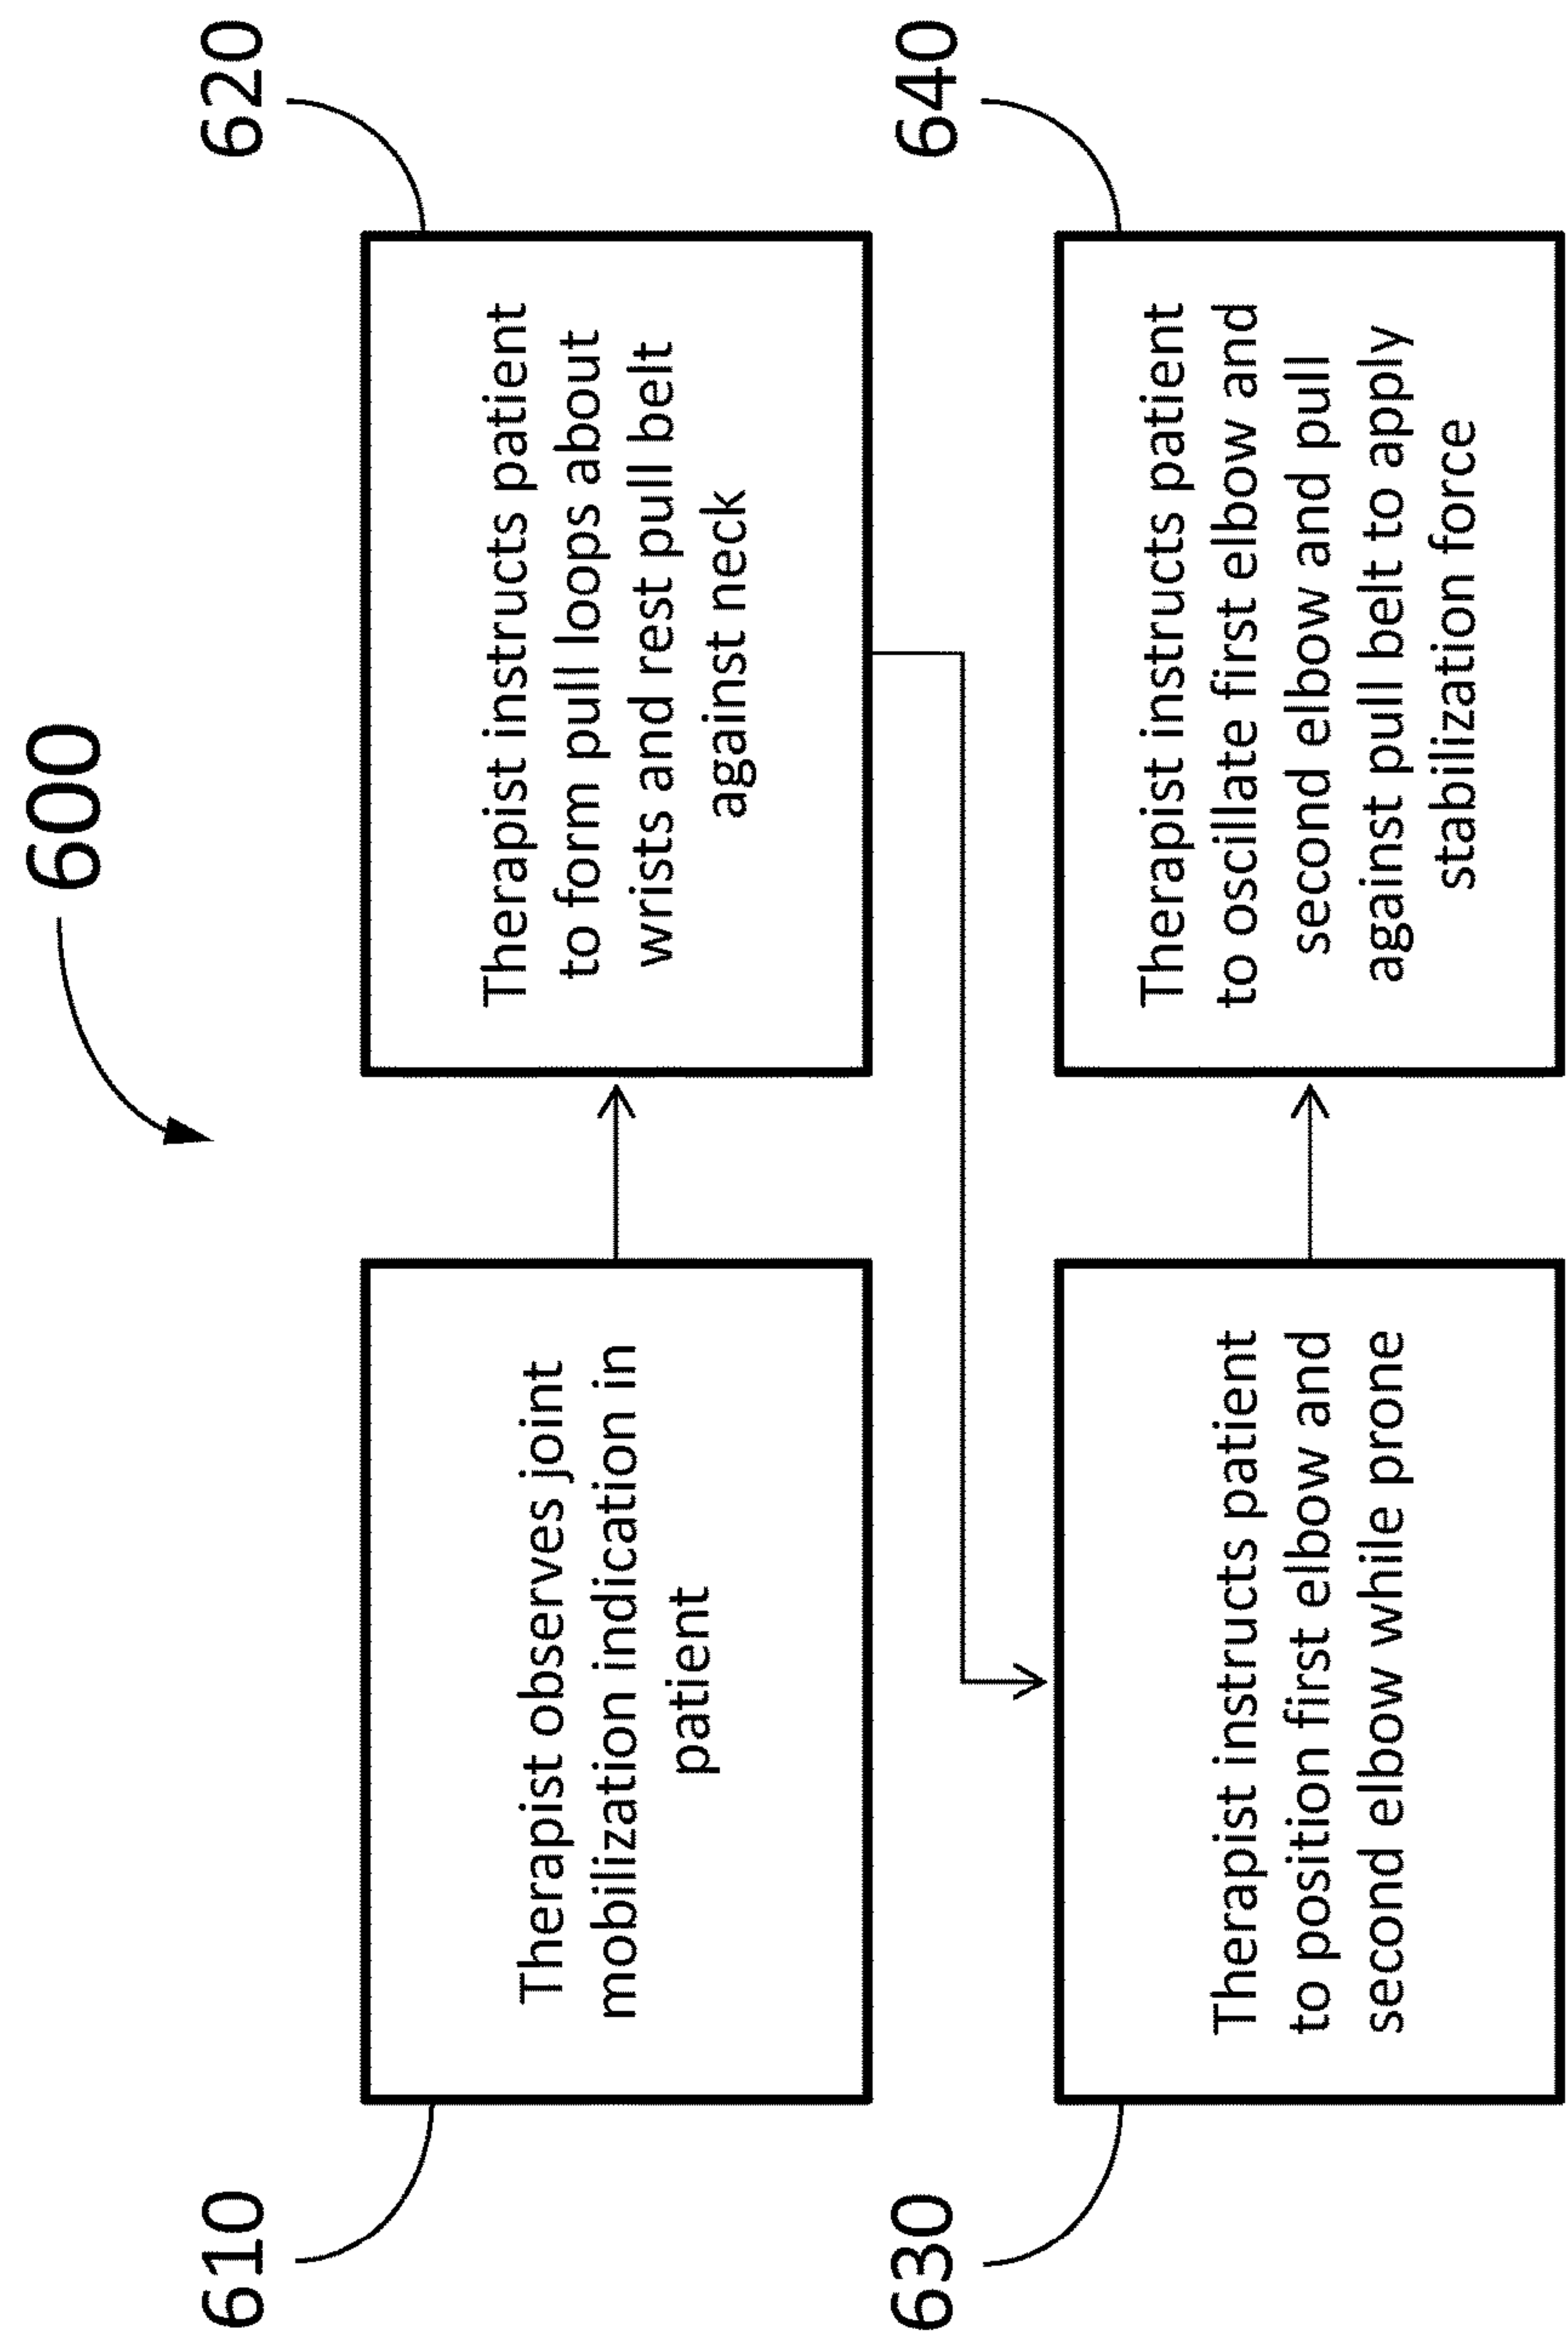 600
610
Therapist observes joint
mobilization indication in
patient
620
Therapist instructs patient
to form pull loops about
wrists and rest pull belt
against neck
630
Therapist instructs patient
to position first elbow and
second elbow while prone
640
Therapist instructs patient
to oscillate first elbow and
second elbow and pull
against pull belt to apply
stabilization force